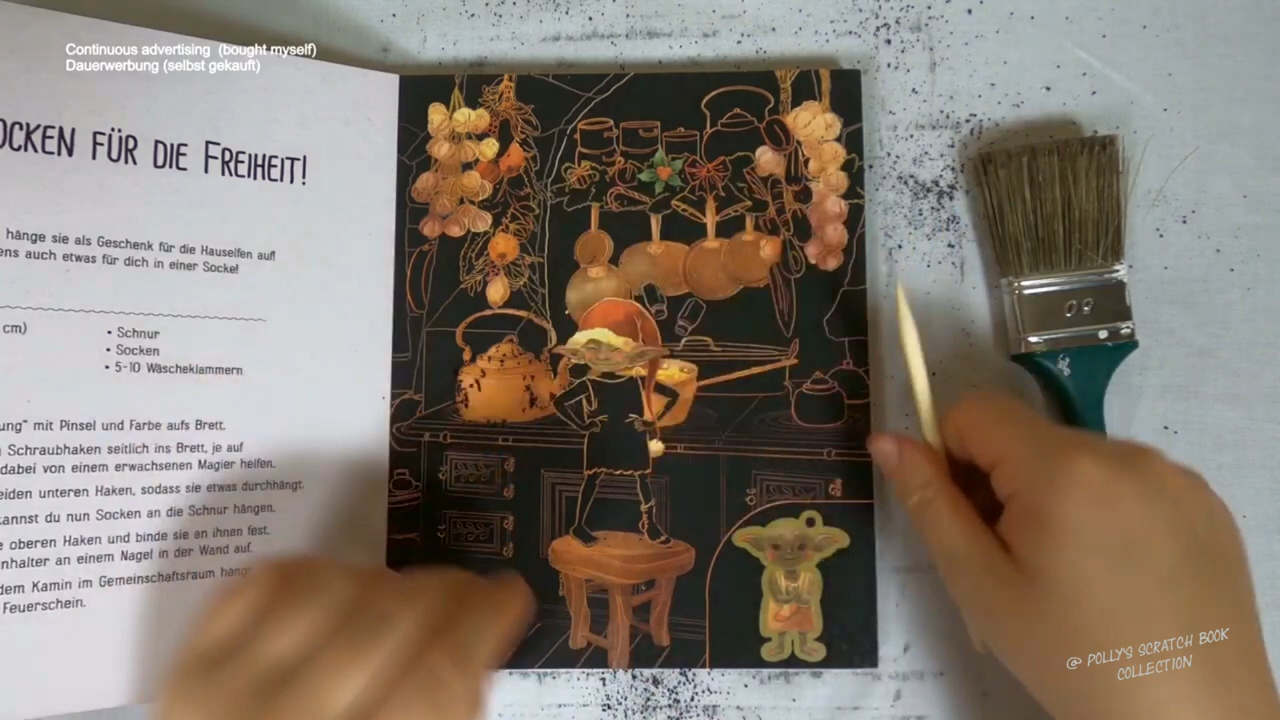 Continuous advertising (bought myself)
Dauerwerbung (selbst gekauft)
OCKEN FÜR DIE FREIHEIT!
hänge sie als Geschenk für die Hauselfen auf!
ens auch etwas für dich in einer Socke!
cm)
• Schnur
• Socken
• 5-10 Wäscheklammern
ung" mit Pinsel und Farbe aufs Brett.
Schraubhaken seitlich ins Brett, je auf
dabei von einem erwachsenen Magier helfen.
eiden unteren Haken, sodass sie etwas durchhängt.
kannst du nun Socken an die Schnur hängen.
e oberen Haken und binde sie an ihnen fest.
nhalter an einem Nagel in der Wand auf.
dem Kamin im Gemeinschaftsraum häng
Feuerschein.
60
@ POLLY'S SCRATCH BOOK
COLLECTION